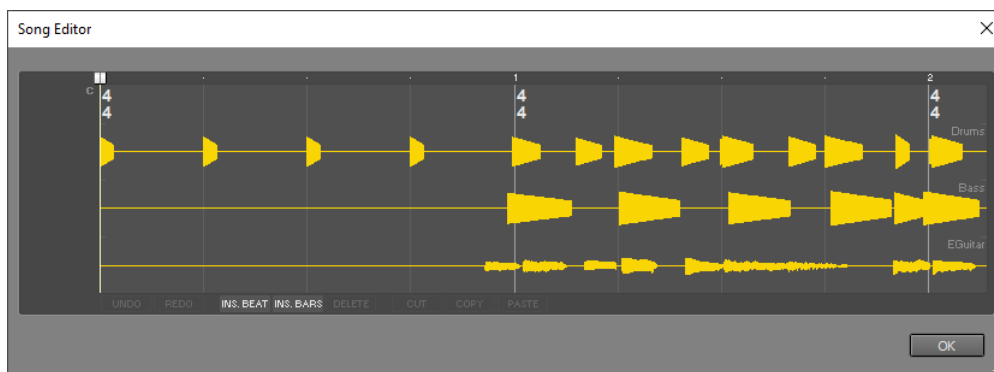 Song Editor
1 2
C 4 4 4
4 4 4
Drums
Bass
EGuitar
UNDO REDO INS. BEAT INS. BARS DELETE CUT COPY PASTE
OK